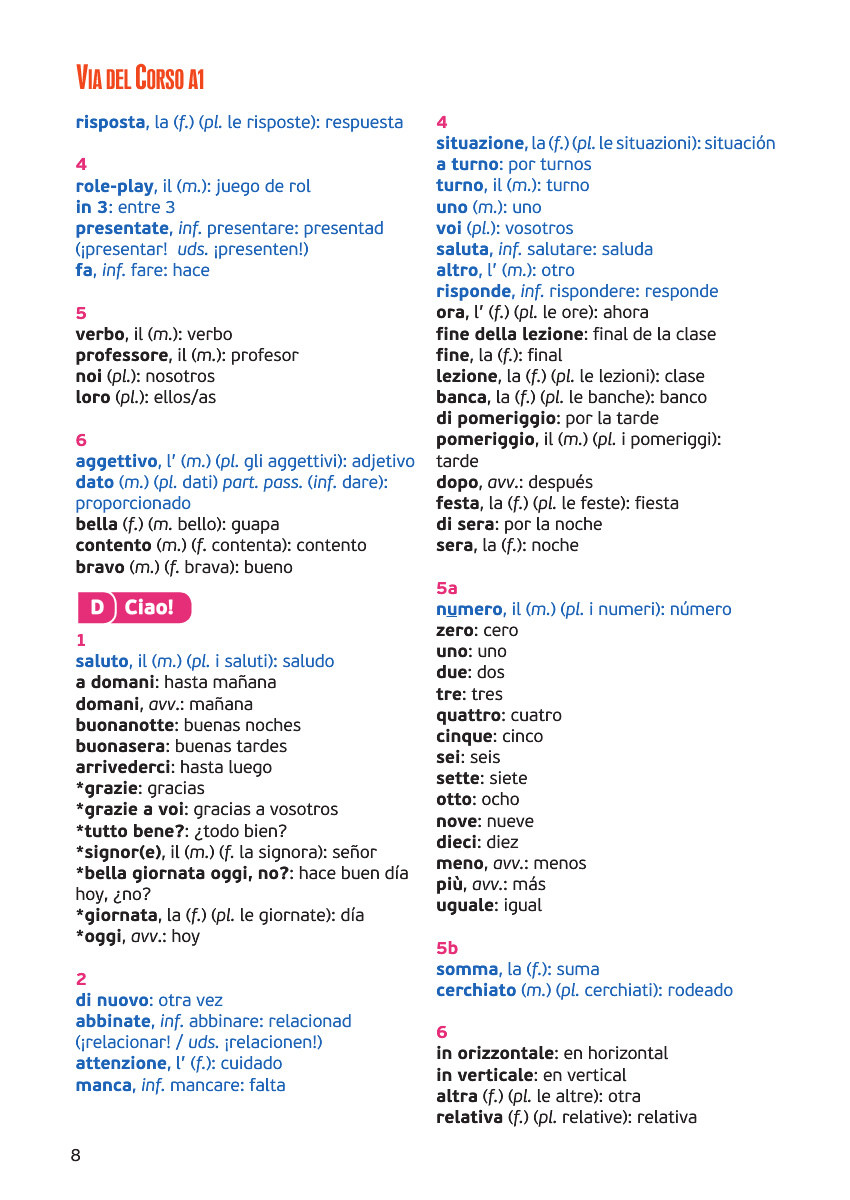 VIA DEL CORSO A1
risposta, la (f.) (pl. le risposte): respuesta
4
role-play, il (m.): juego de rol
in 3: entre 3
presentate, inf. presentare: presentad
(¡presentar! uds. ¡presenten!)
fa, inf. fare: hace
5
verbo, il (m.): verbo
professore, il (m.): profesor
noi (pl.): nosotros
loro (pl.): ellos/as
6
aggettivo, l’ (m.) (pl. gli aggettivi): adjetivo
dato (m.) (pl. dati) part. pass. (inf. dare):
proporcionado
bella (f.) (m. bello): guapa
contento (m.) (f. contenta): contento
bravo (m.) (f. brava): bueno
D Ciao!
1
saluto, il (m.) (pl. i saluti): saludo
a domani: hasta mañana
domani, avv.: mañana
buonanotte: buenas noches
buonasera: buenas tardes
arrivederci: hasta luego
*grazie: gracias
*grazie a voi: gracias a vosotros
*tutto bene?: ¿todo bien?
*signor(e), il (m.) (f. la signora): señor
*bella giornata oggi, no?: hace buen día
hoy, ¿no?
*giornata, la (f.) (pl. le giornate): día
*oggi, avv.: hoy
2
di nuovo: otra vez
abbinate, inf. abbinare: relacionad
(¡relacionar! / uds. ¡relacionen!)
attenzione, l’ (f.): cuidado
manca, inf. mancare: falta
4
situazione, la (f.) (pl. le situazioni): situación
a turno: por turnos
turno, il (m.): turno
uno (m.): uno
voi (pl.): vosotros
saluta, inf. salutare: saluda
altro, l’ (m.): otro
risponde, inf. rispondere: responde
ora, l’ (f.) (pl. le ore): ahora
fine della lezione: final de la clase
fine, la (f.): final
lezione, la (f.) (pl. le lezioni): clase
banca, la (f.) (pl. le banche): banco
di pomeriggio: por la tarde
pomeriggio, il (m.) (pl. i pomeriggi):
tarde
dopo, avv.: después
festa, la (f.) (pl. le feste): fiesta
di sera: por la noche
sera, la (f.): noche
5a
numero, il (m.) (pl. i numeri): número
zero: cero
uno: uno
due: dos
tre: tres
quattro: cuatro
cinque: cinco
sei: seis
sette: siete
otto: ocho
nove: nueve
dieci: diez
meno, avv.: menos
più, avv.: más
uguale: igual
5b
somma, la (f.): suma
cerchiato (m.) (pl. cerchiati): rodeado
6
in orizzontale: en horizontal
in verticale: en vertical
altra (f.) (pl. le altre): otra
relativa (f.) (pl. relative): relativa
8